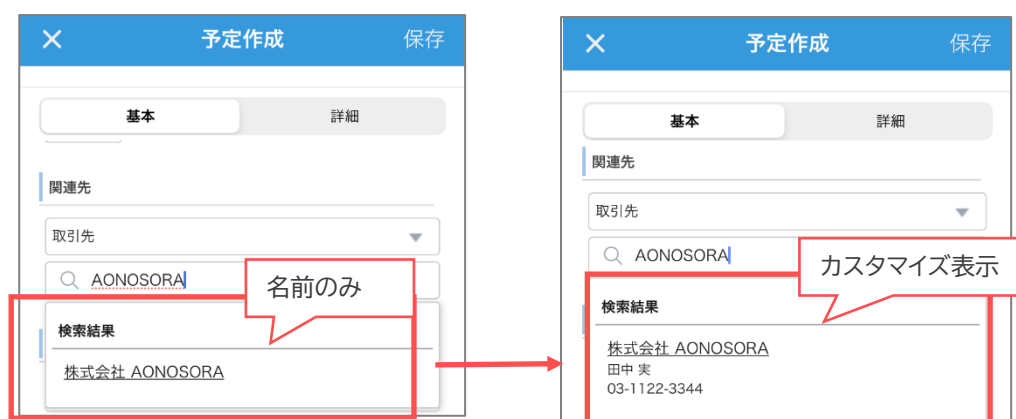 予定作成
保存
基本
詳細
関連先
取引先
AONOSORA
名前のみ
検索結果
株式会社 AONOSORA
予定作成
保存
基本
詳細
関連先
取引先
AONOSORA
カスタマイズ表示
検索結果
株式会社 AONOSORA
田中 実
03-1122-3344